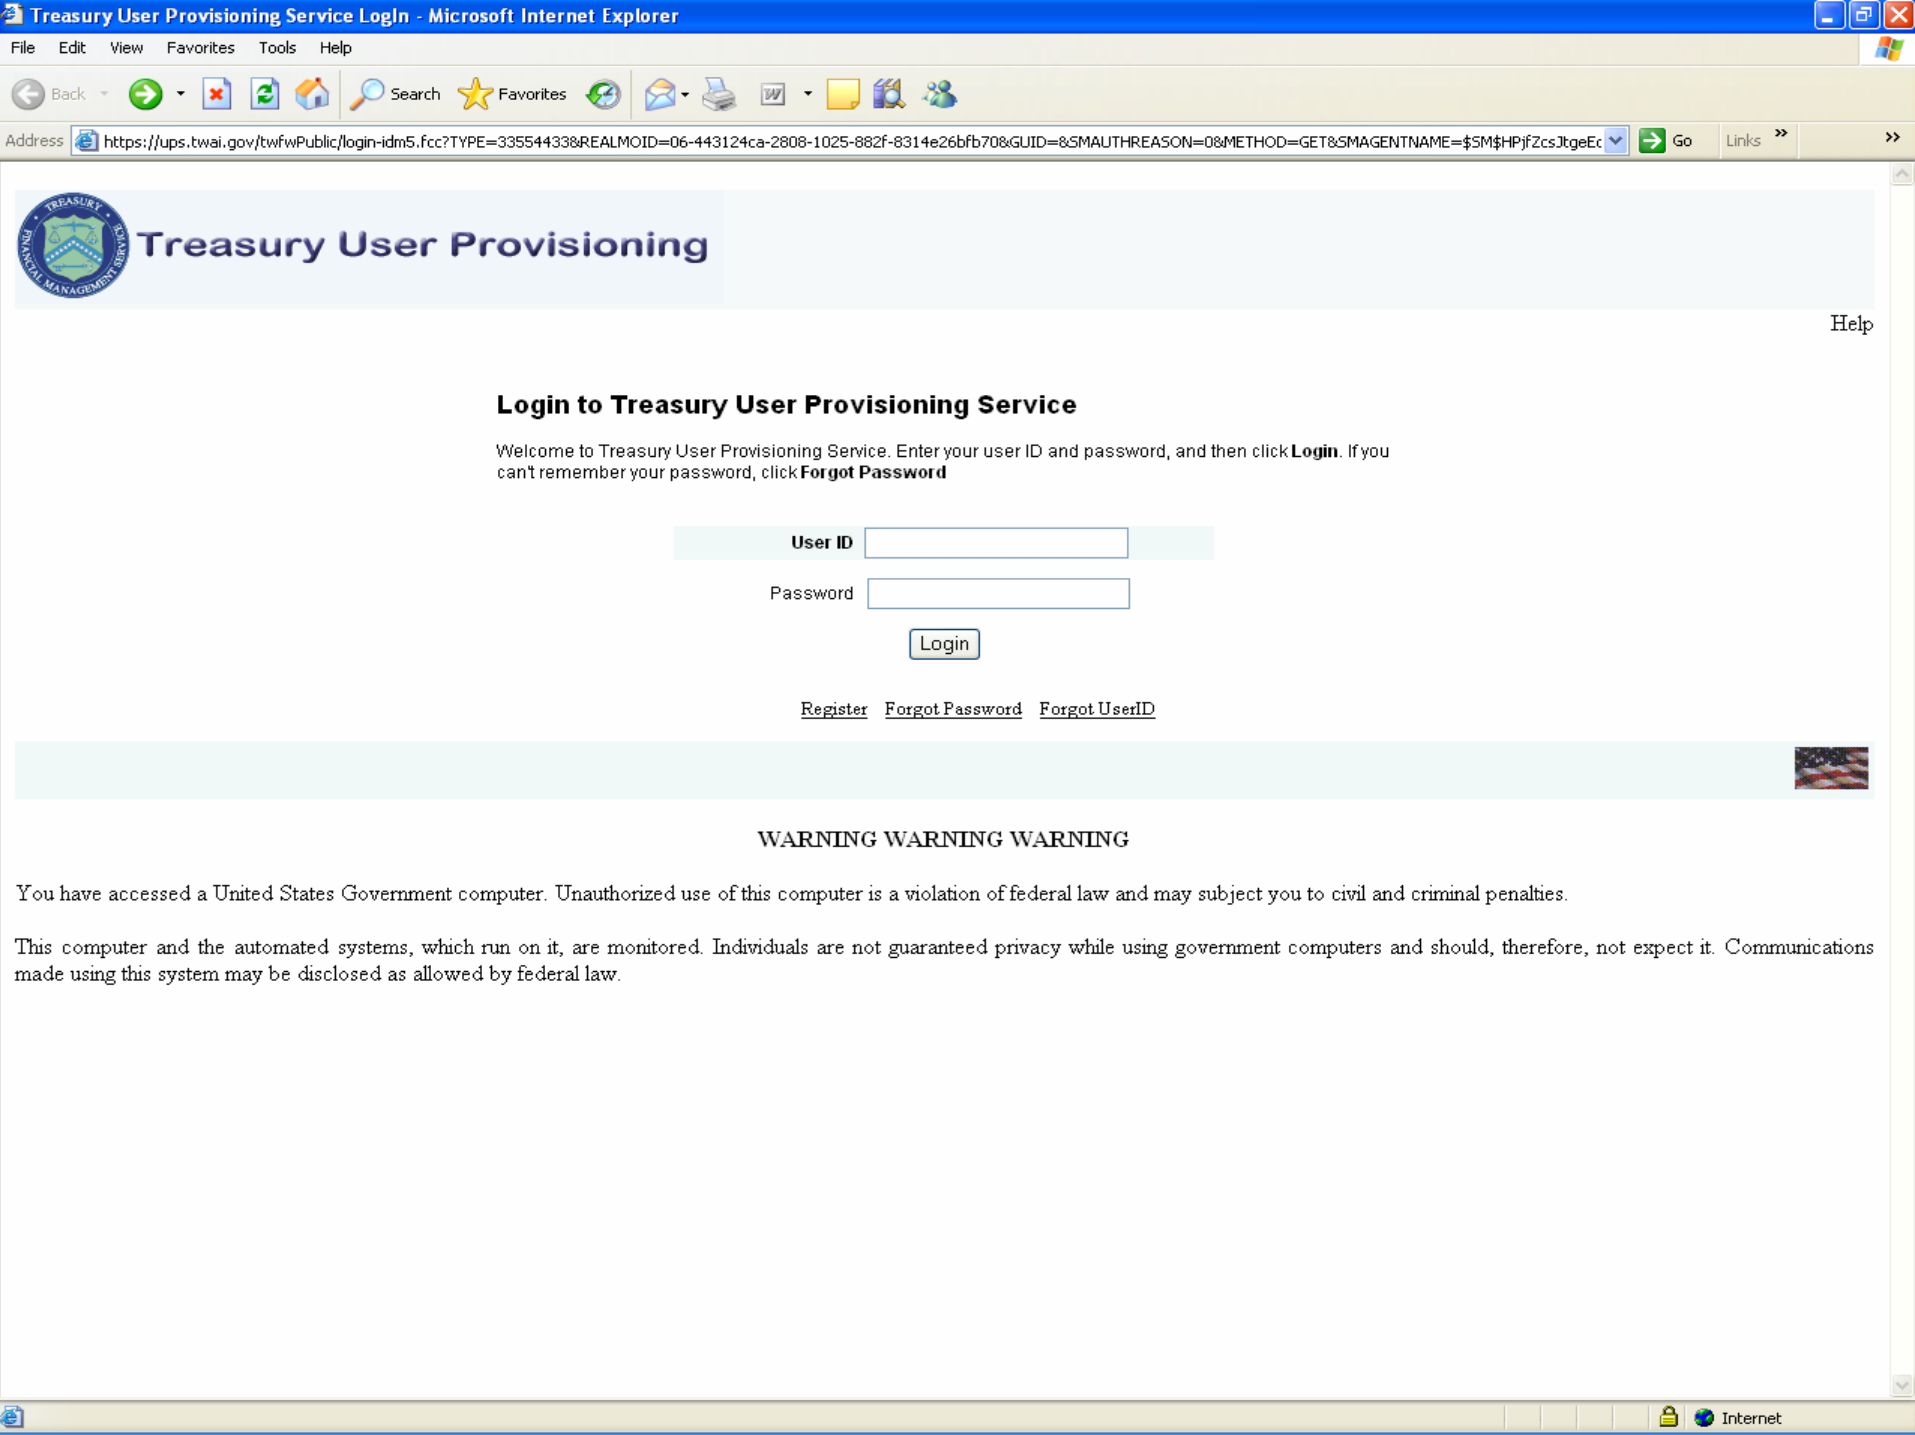 Treasury User Provisioning Service LogIn - Microsoft Internet Explorer
File Edit View Favorites Tools Help
Back Search Favorites
Address https://ups.twai.gov/twfwPublic/login-idm5.fcc?TYPE=33554433&REALMOID=06-443124ca-2808-1025-882f-8314e26bfb70&GUID=&SMAUTHREASON=0&METHOD=GET&SMAGENTNAME=$SM$HPjfZcsJtgeEc Go Links
TREASURY
FINANCIAL MANAGEMENT SERVICE
Treasury User Provisioning
Help
Login to Treasury User Provisioning Service
Welcome to Treasury User Provisioning Service. Enter your user ID and password, and then click Login. If you
can't remember your password, click Forgot Password
User ID
Password
Login
Register Forgot Password Forgot UserID
WARNING WARNING WARNING
You have accessed a United States Government computer. Unauthorized use of this computer is a violation of federal law and may subject you to civil and criminal penalties.
This computer and the automated systems, which run on it, are monitored. Individuals are not guaranteed privacy while using government computers and should, therefore, not expect it. Communications
made using this system may be disclosed as allowed by federal law.
Internet